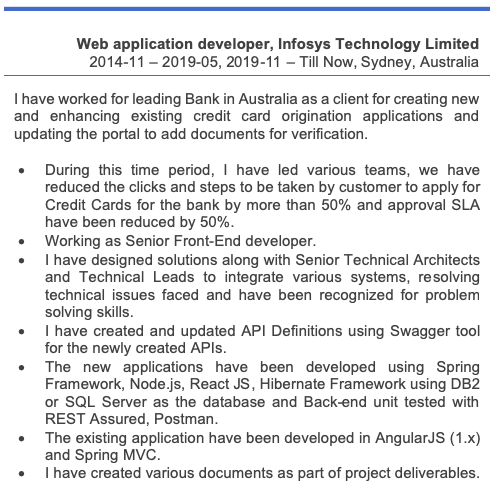 Web application developer, Infosys Technology Limited
2014-11 – 2019-05, 2019-11 – Till Now, Sydney, Australia
I have worked for leading Bank in Australia as a client for creating new
and enhancing existing credit card origination applications and
updating the portal to add documents for verification.
• During this time period, I have led various teams, we have
reduced the clicks and steps to be taken by customer to apply for
Credit Cards for the bank by more than 50% and approval SLA
have been reduced by 50%.
• Working as Senior Front-End developer.
• I have designed solutions along with Senior Technical Architects
and Technical Leads to integrate various systems, resolving
technical issues faced and have been recognized for problem
solving skills.
• I have created and updated API Definitions using Swagger tool
for the newly created APIs.
• The new applications have been developed using Spring
Framework, Node.js, React JS, Hibernate Framework using DB2
or SQL Server as the database and Back-end unit tested with
REST Assured, Postman.
• The existing application have been developed in AngularJS (1.x)
and Spring MVC.
• I have created various documents as part of project deliverables.